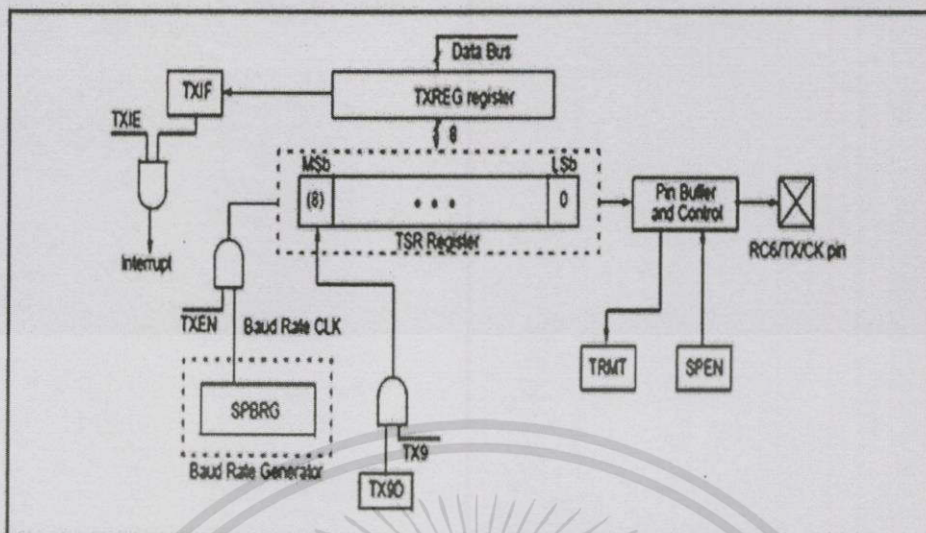 Data Bus
TXIF
TXREG register
TXIE
8
MSb
LSb
(8)
• • •
0
Pin Buffer
and Control
TSR Register
Interrupt
RC6/TX/CK pin
TXEN
Baud Rate CLK
TRMT
SPEN
SPBRG
TX9
Baud Rate Generator
TX9D